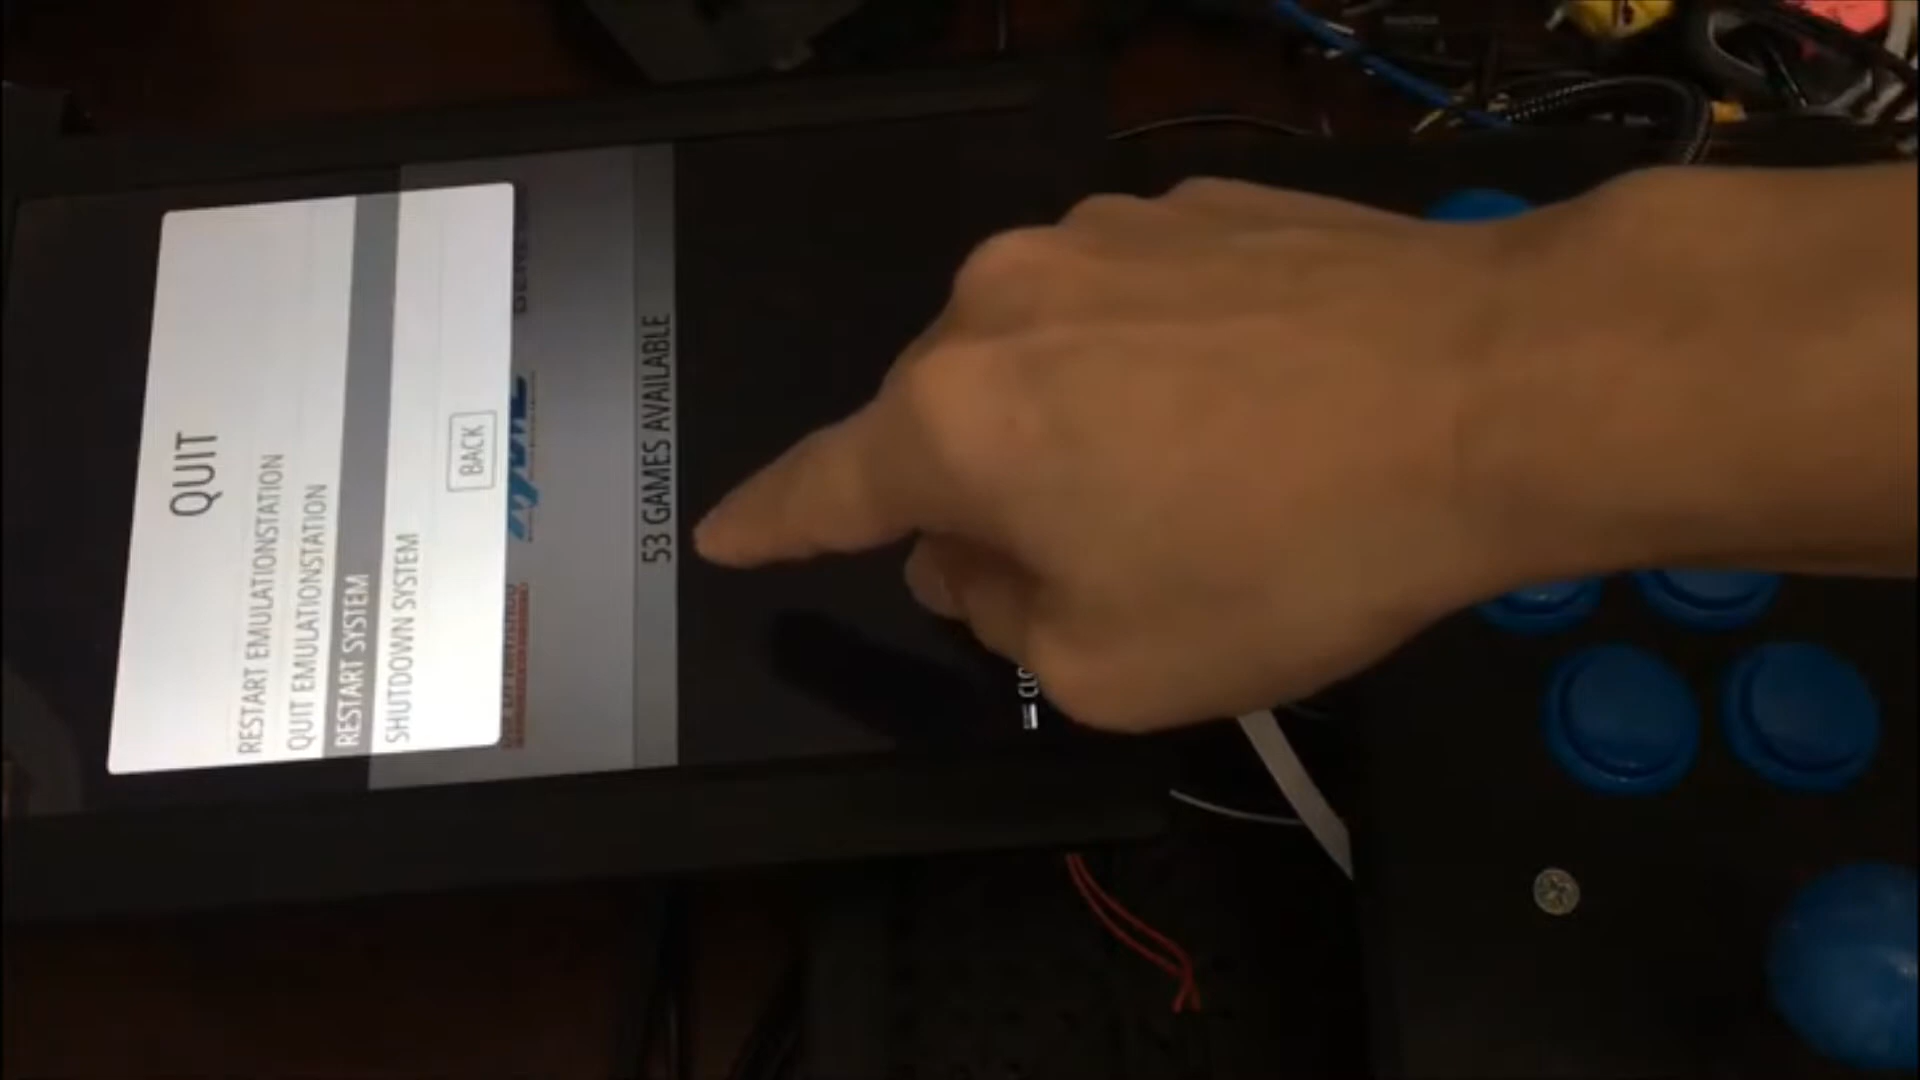 QUIT
RESTART EMULATIONSTATION
QUIT EMULATIONSTATION
RESTART SYSTEM
SHUTDOWN SYSTEM
BACK
53 GAMES AVAILABLE